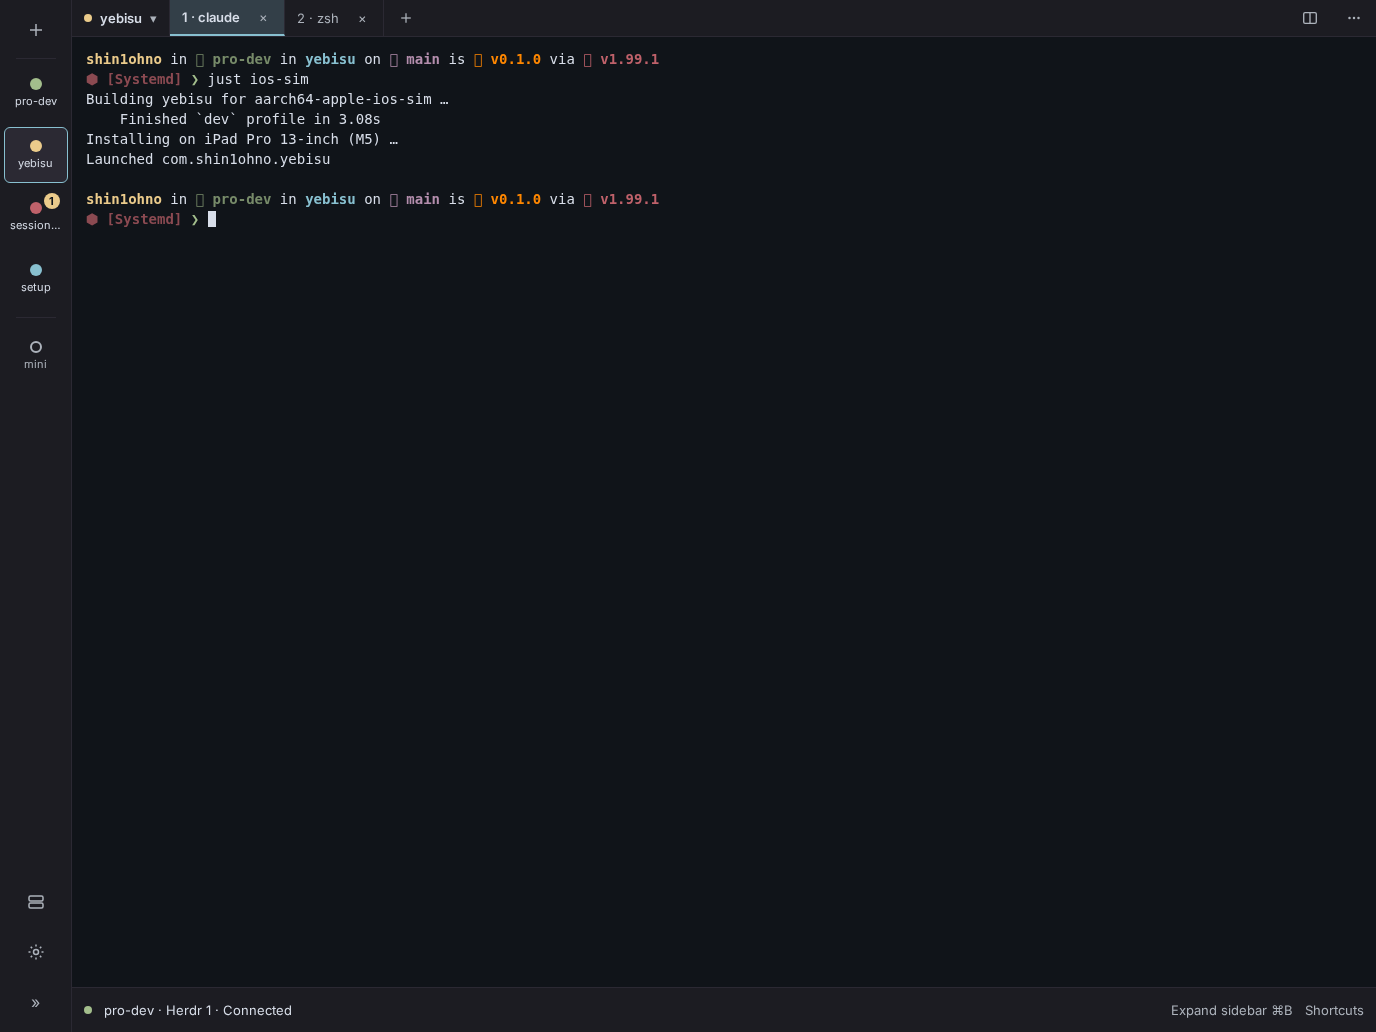 yebisu ▾
1 · claude ×
2 · zsh ×
+
pro-dev
yebisu
1
session...
setup
mini
shin1ohno in pro-dev in yebisu on main is v0.1.0 via v1.99.1
[Systemd] ❯ just ios-sim
Building yebisu for aarch64-apple-ios-sim …
Finished `dev` profile in 3.08s
Installing on iPad Pro 13-inch (M5) …
Launched com.shin1ohno.yebisu
shin1ohno in pro-dev in yebisu on main is v0.1.0 via v1.99.1
[Systemd] ❯
»
pro-dev · Herdr 1 · Connected
Expand sidebar ⌘B Shortcuts